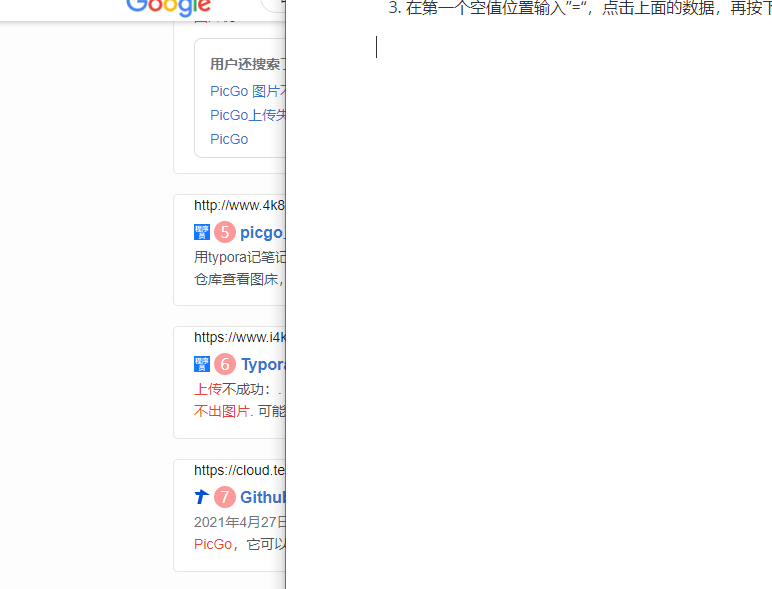 Google
用户还搜索了
PicGo 图片不
PicGo上传失
PicGo
http://www.4k8
程序员
5 picgo_
用typora记笔记
仓库查看图床，
https://www.i4k
程序员
6 Typora
上传不成功：.
不出图片. 可能
https://cloud.te
7 Github
2021年4月27日
PicGo，它可以
3. 在第一个空值位置输入”=“，点击上面的数据，再按下